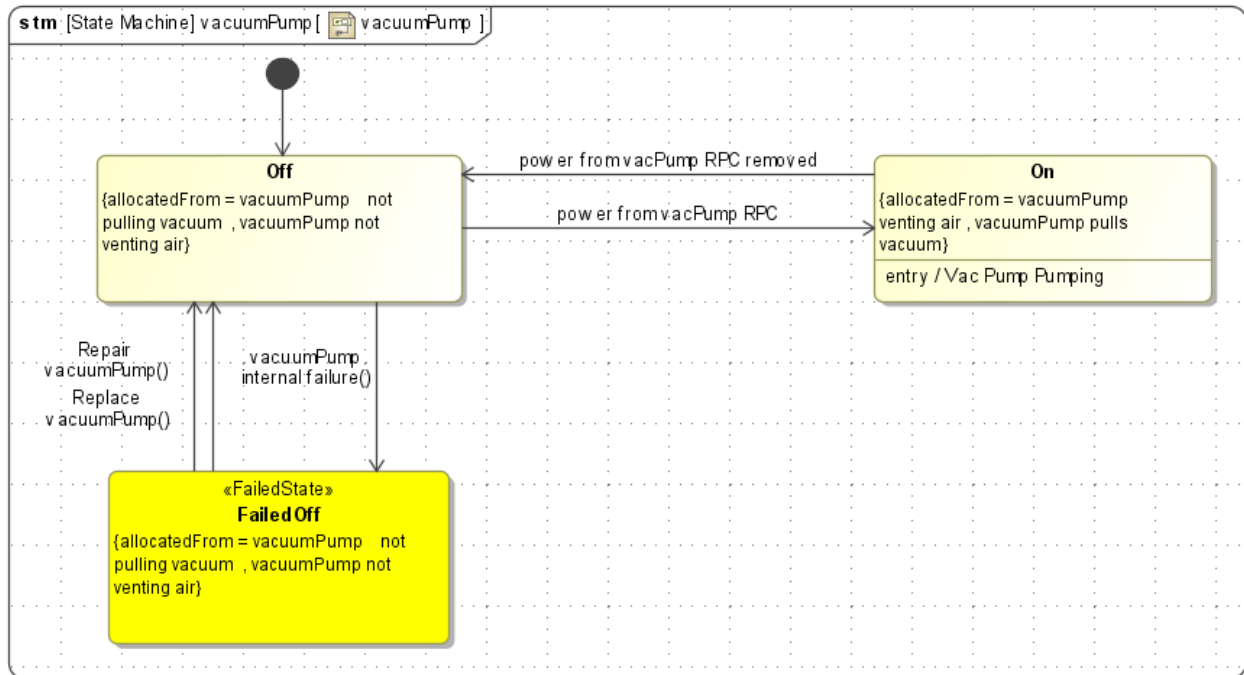 stm [State Machine] vacuumPump [ vacuumPump ]
Off
{allocatedFrom = vacuumPump not
pulling vacuum , vacuumPump not
venting air}
power from vacPump RPC removed
power from vacPump RPC
On
{allocatedFrom = vacuumPump
venting air , vacuumPump pulls
vacuum}
entry / Vac Pump Pumping
Repair
vacuumPump()
Replace
vacuumPump()
vacuumPump
internal failure()
«FailedState»
FailedOff
{allocatedFrom = vacuumPump not
pulling vacuum , vacuumPump not
venting air}